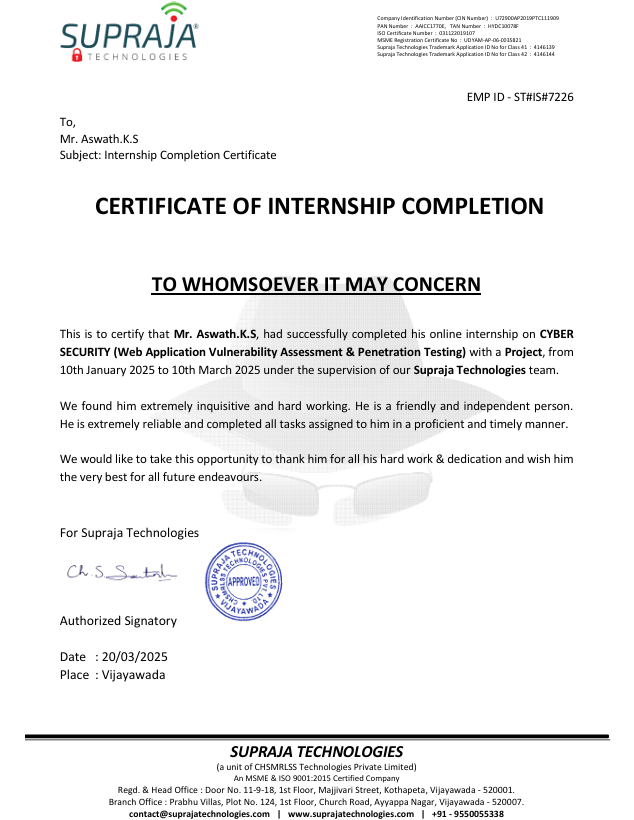 SUPRAJA
TECHNOLOGIES
Company Identification Number (CIN Number) : U72900AP2019PTC111909
PAN Number : AAICC1770E, TAN Number : HYDC10078F
ISO Certificate Number : 031122019107
MSME Registration Certificate No : UDYAM-AP-06-0035821
Supraja Technologies Trademark Application ID No for Class 41 : 4146139
Supraja Technologies Trademark Application ID No for Class 42 : 4146144
EMP ID - ST#IS#7226
To,
Mr. Aswath.K.S
Subject: Internship Completion Certificate
CERTIFICATE OF INTERNSHIP COMPLETION
TO WHOMSOEVER IT MAY CONCERN
This is to certify that Mr. Aswath.K.S, had successfully completed his online internship on CYBER
SECURITY (Web Application Vulnerability Assessment & Penetration Testing) with a Project, from
10th January 2025 to 10th March 2025 under the supervision of our Supraja Technologies team.
We found him extremely inquisitive and hard working. He is a friendly and independent person.
He is extremely reliable and completed all tasks assigned to him in a proficient and timely manner.
We would like to take this opportunity to thank him for all his hard work & dedication and wish him
the very best for all future endeavours.
For Supraja Technologies
Ch. S.
SUPRAJA TECHNOLOGIES
CHSMRLSS TECHNOLOGIES PVT. LTD.
APPROVED
★ VIJAYAWADA ★
Authorized Signatory
Date : 20/03/2025
Place : Vijayawada
SUPRAJA TECHNOLOGIES
(a unit of CHSMRLSS Technologies Private Limited)
An MSME & ISO 9001:2015 Certified Company
Regd. & Head Office : Door No. 11-9-18, 1st Floor, Majjivari Street, Kothapeta, Vijayawada - 520001.
Branch Office : Prabhu Villas, Plot No. 124, 1st Floor, Church Road, Ayyappa Nagar, Vijayawada - 520007.
contact@suprajatechnologies.com | www.suprajatechnologies.com | +91 - 9550055338